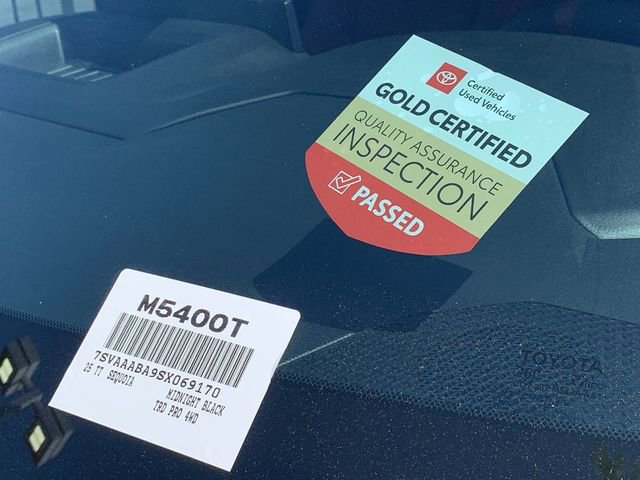 Certified
Used Vehicles
GOLD CERTIFIED
QUALITY ASSURANCE
INSPECTION
PASSED
M5400T
7SVAAABA9SX069170
25 TT SEQUOIA
MIDNIGHT BLACK
TRD PRO 4WD